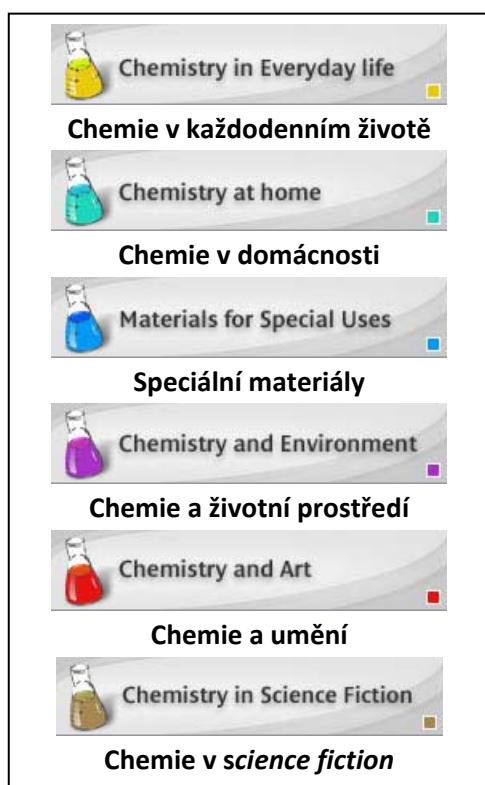 Chemistry in Everyday life
Chemie v každodenním životě
Chemistry at home
Chemie v domácnosti
Materials for Special Uses
Speciální materiály
Chemistry and Environment
Chemie a životní prostředí
Chemistry and Art
Chemie a umění
Chemistry in Science Fiction
Chemie v science fiction